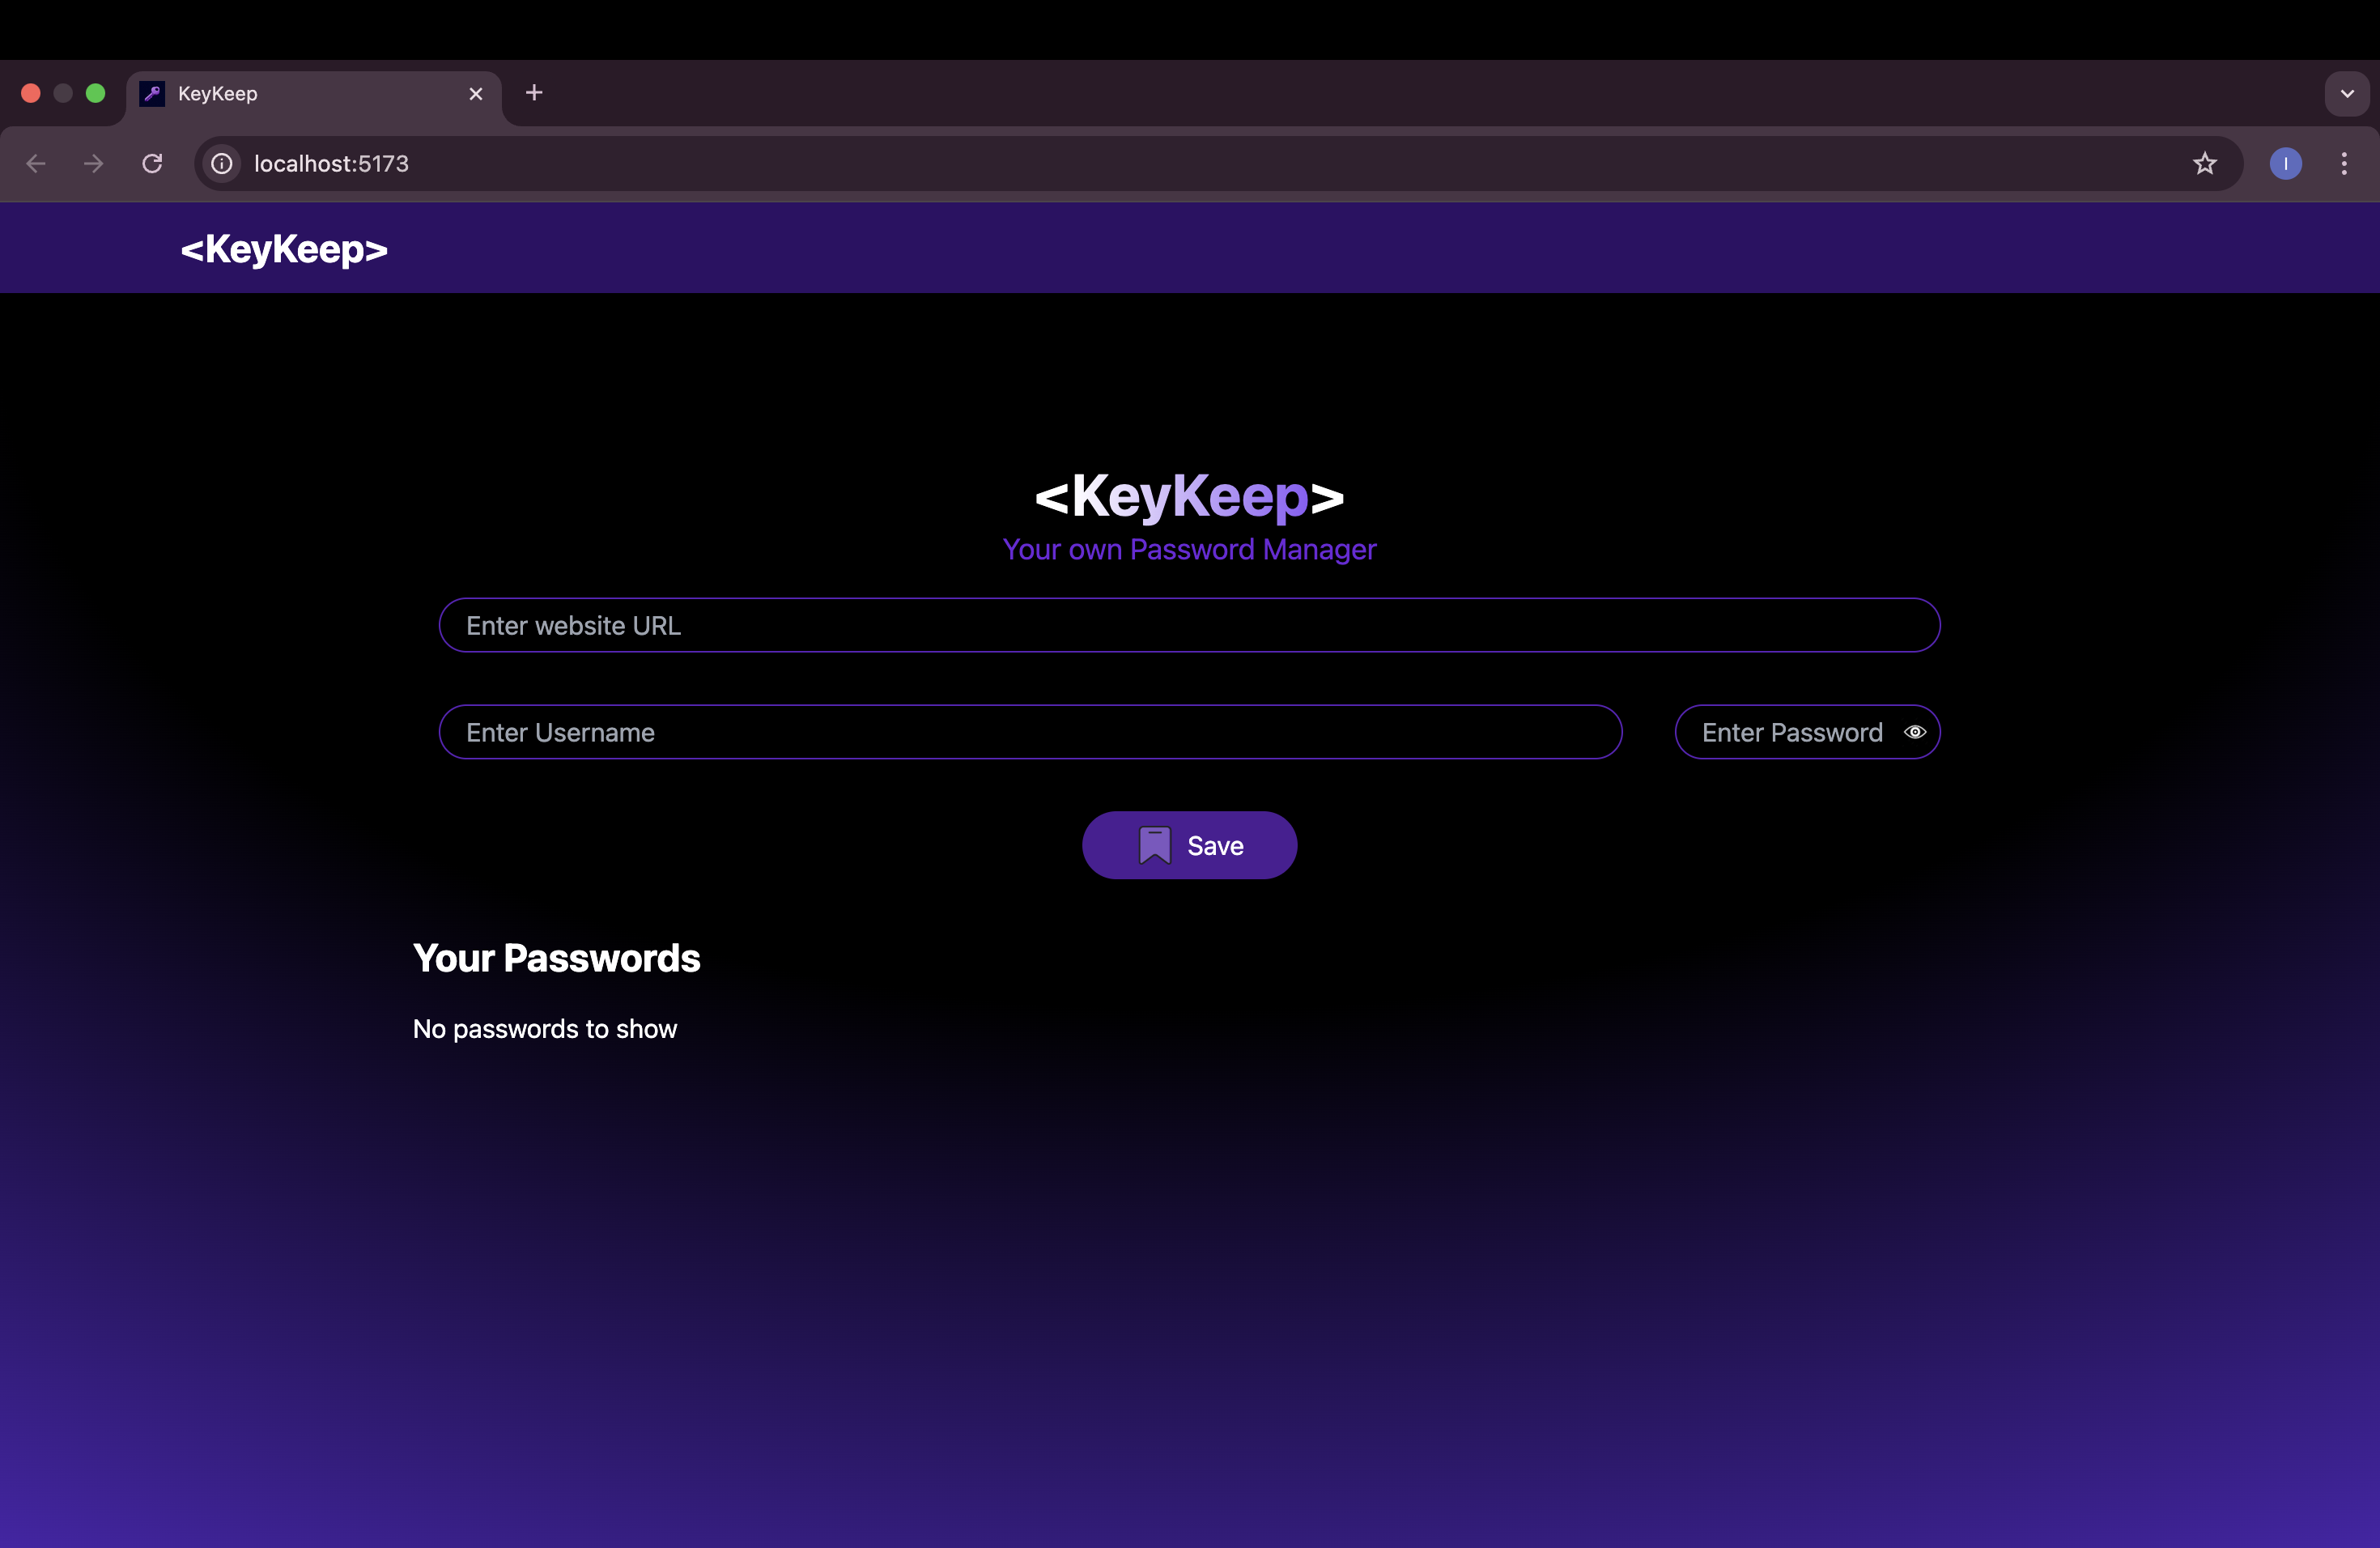 KeyKeep
localhost:5173
I
<KeyKeep>
<KeyKeep>
Your own Password Manager
Enter website URL
Enter Username
Enter Password
Save
Your Passwords
No passwords to show